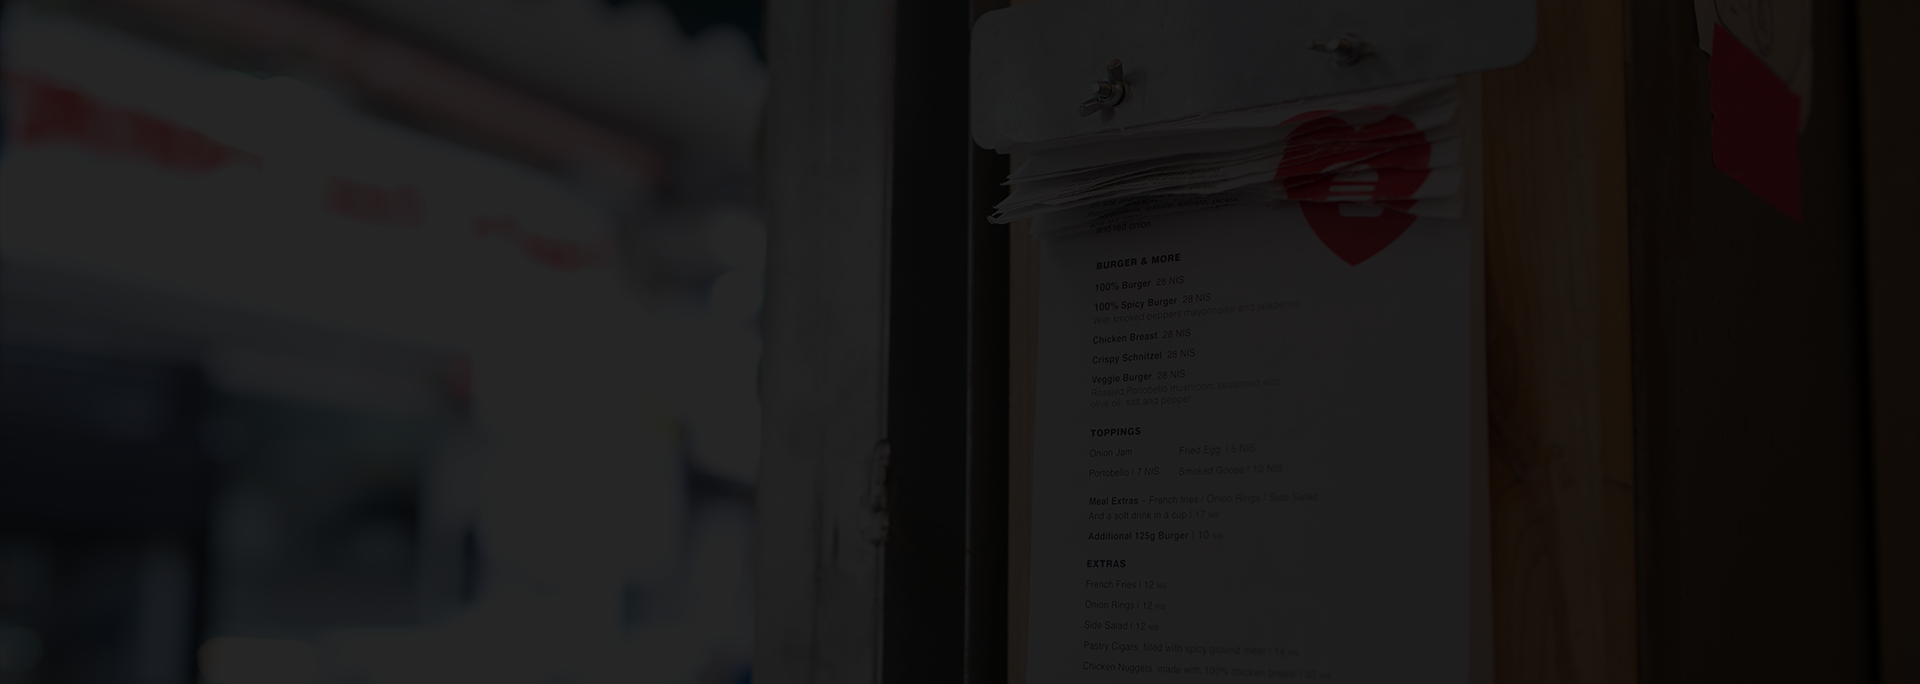 and red onion.
BURGER & MORE
100% Burger 28 NIS
100% Spicy Burger 28 NIS
With smoked peppers mayonnaise and jalapeno
Chicken Breast 28 NIS
Crispy Schnitzel 28 NIS
Veggie Burger 28 NIS
Roasted Portobello mushroom seasoned with
olive oil, salt and pepper
TOPPINGS
Onion Jam Fried Egg | 5 NIS
Portobello | 7 NIS Smoked Goose | 10 NIS
Meal Extras - French fries / Onion Rings / Side Salad
And a soft drink in a cup | 17 NIS
Additional 125g Burger | 10 NIS
EXTRAS
French Fries | 12 NIS
Onion Rings | 12 NIS
Side Salad | 12 NIS
Pastry Cigars filled with spicy ground meat | 14 NIS
Chicken Nuggets made with 100% chicken breast